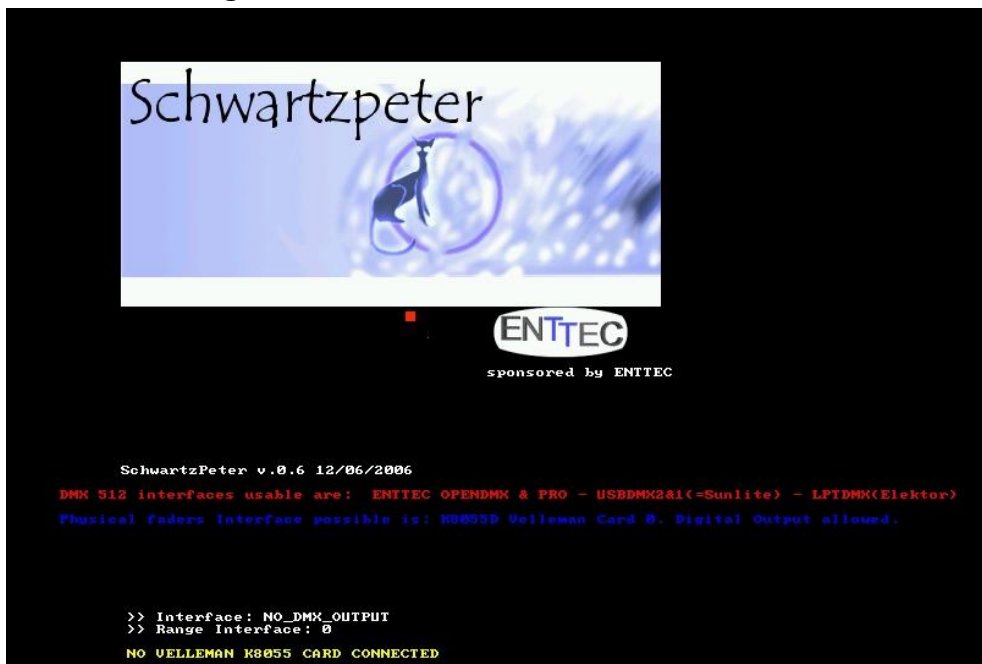 Schwartzpeter
ENTTEC
sponsored by ENTTEC
SchwartzPeter v.0.6 12/06/2006
DMX 512 interfaces usable are: ENTTEC OPENDMX & PRO - USBDMX2&1(=Sunlite) - LPTDMX(Elektor)
Physical faders Interface possible is: K8055D Velleman Card 0. Digital Output allowed.
>> Interface: NO_DMX_OUTPUT
>> Range Interface: 0
NO VELLEMAN K8055 CARD CONNECTED